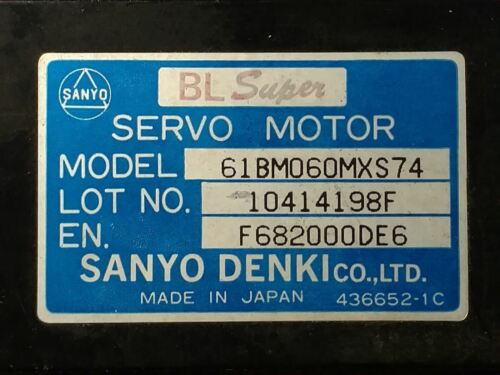 SANYO
BL Super
SERVO MOTOR
MODEL 61BM060MXS74
LOT NO. 10414198F
EN. F682000DE6
SANYO DENKI CO.,LTD.
MADE IN JAPAN 436652-1C